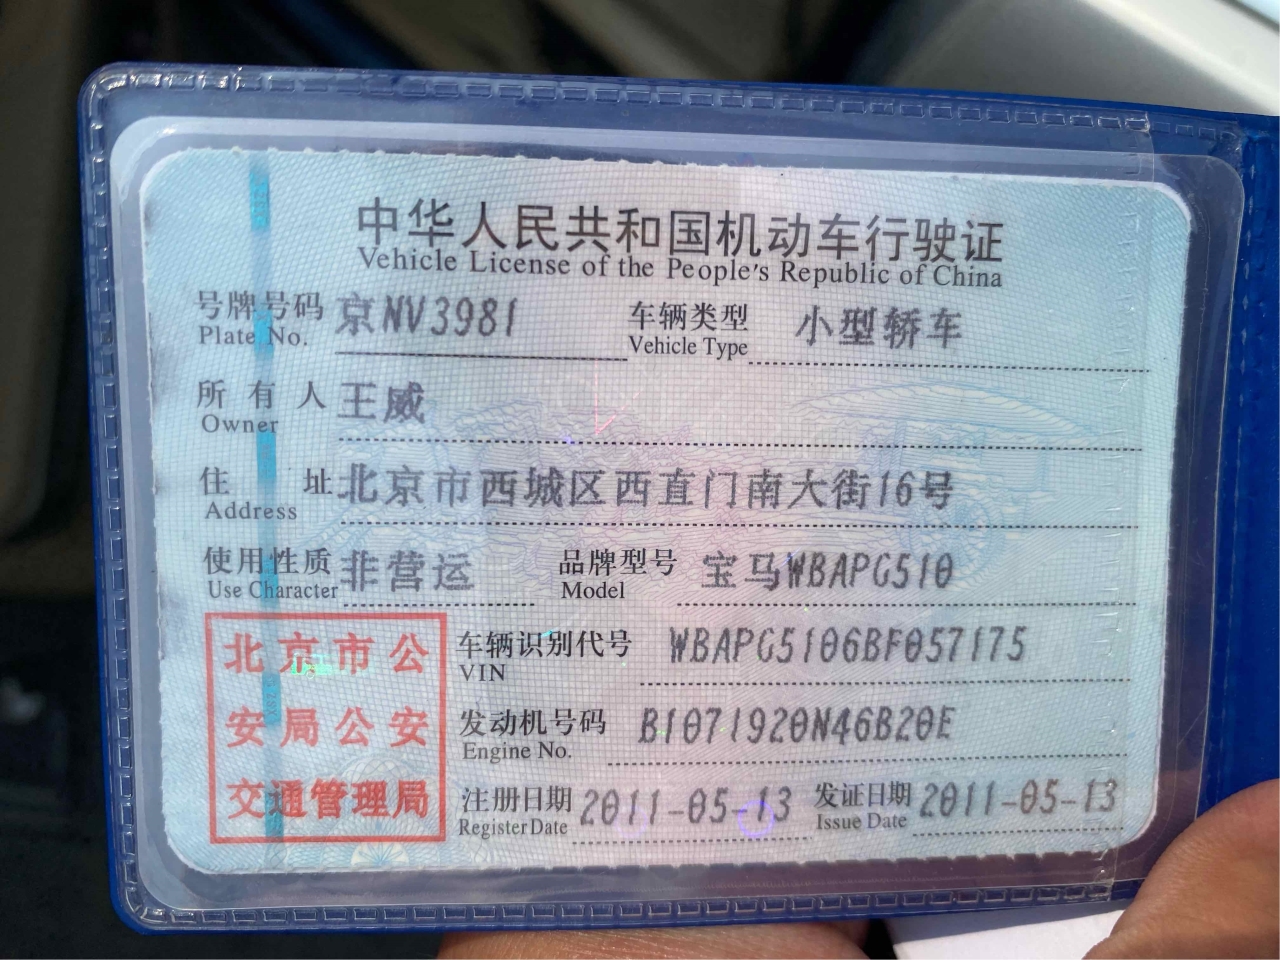 中华人民共和国机动车行驶证
Vehicle License of the People's Republic of China
号牌号码 京NV3981 车辆类型 小型轿车
Plate No. Vehicle Type
所有人 王威
Owner
住址 北京市西城区西直门南大街16号
Address
使用性质 非营运 品牌型号 宝马WBAPG510
Use Character Model
北京市公 车辆识别代号 WBAPG5106BF057175
VIN
安局公安 发动机号码 B1071920N46B20E
Engine No.
交通管理局 注册日期 2011-05-13 发证日期 2011-05-13
Register Date Issue Date